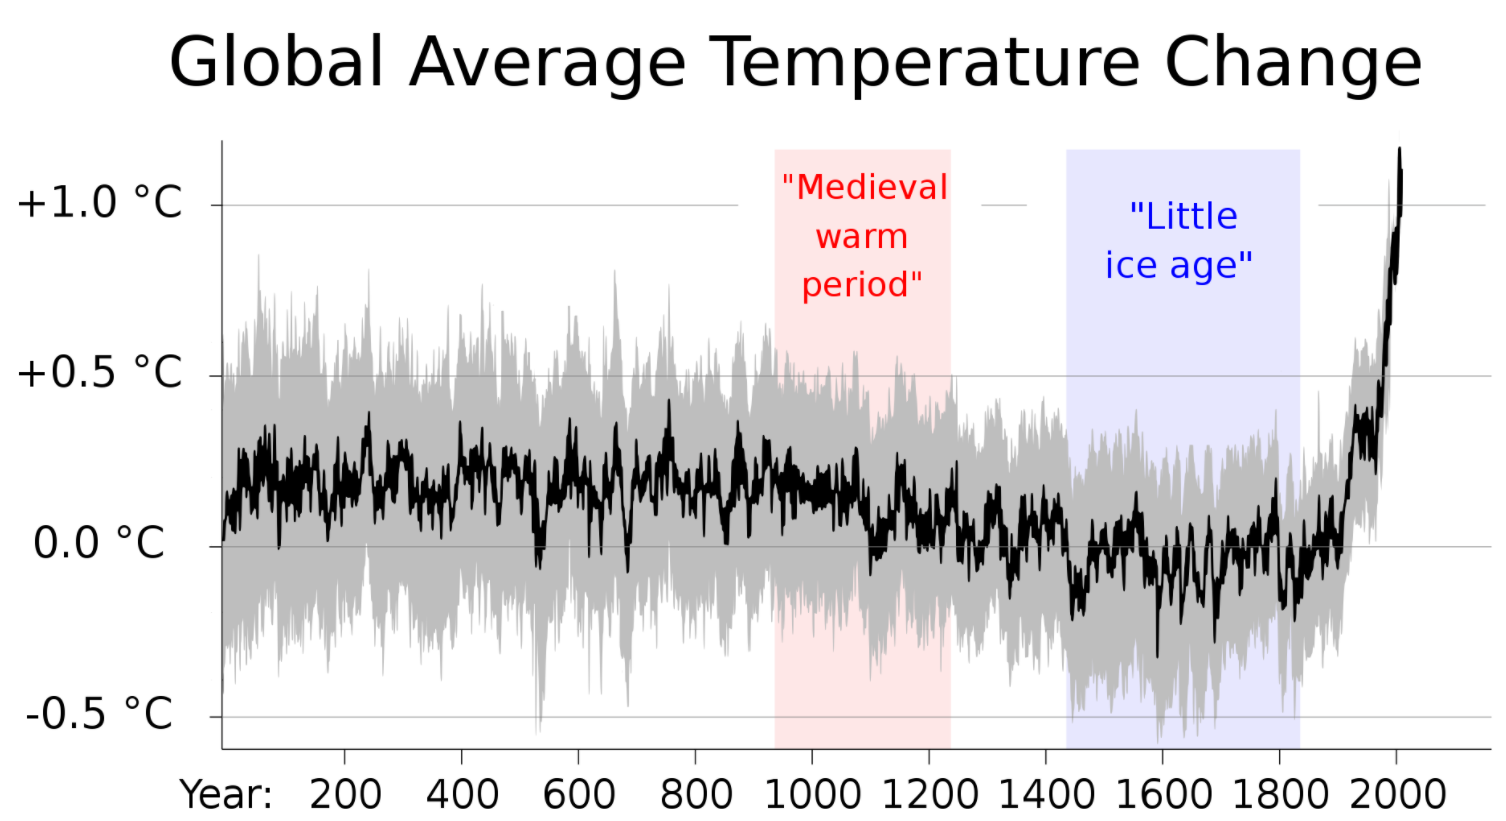 Global Average Temperature Change
+1.0 °C
"Medieval
warm
period"
"Little
ice age"
+0.5 °C
0.0 °C
-0.5 °C
Year: 200 400 600 800 1000 1200 1400 1600 1800 2000